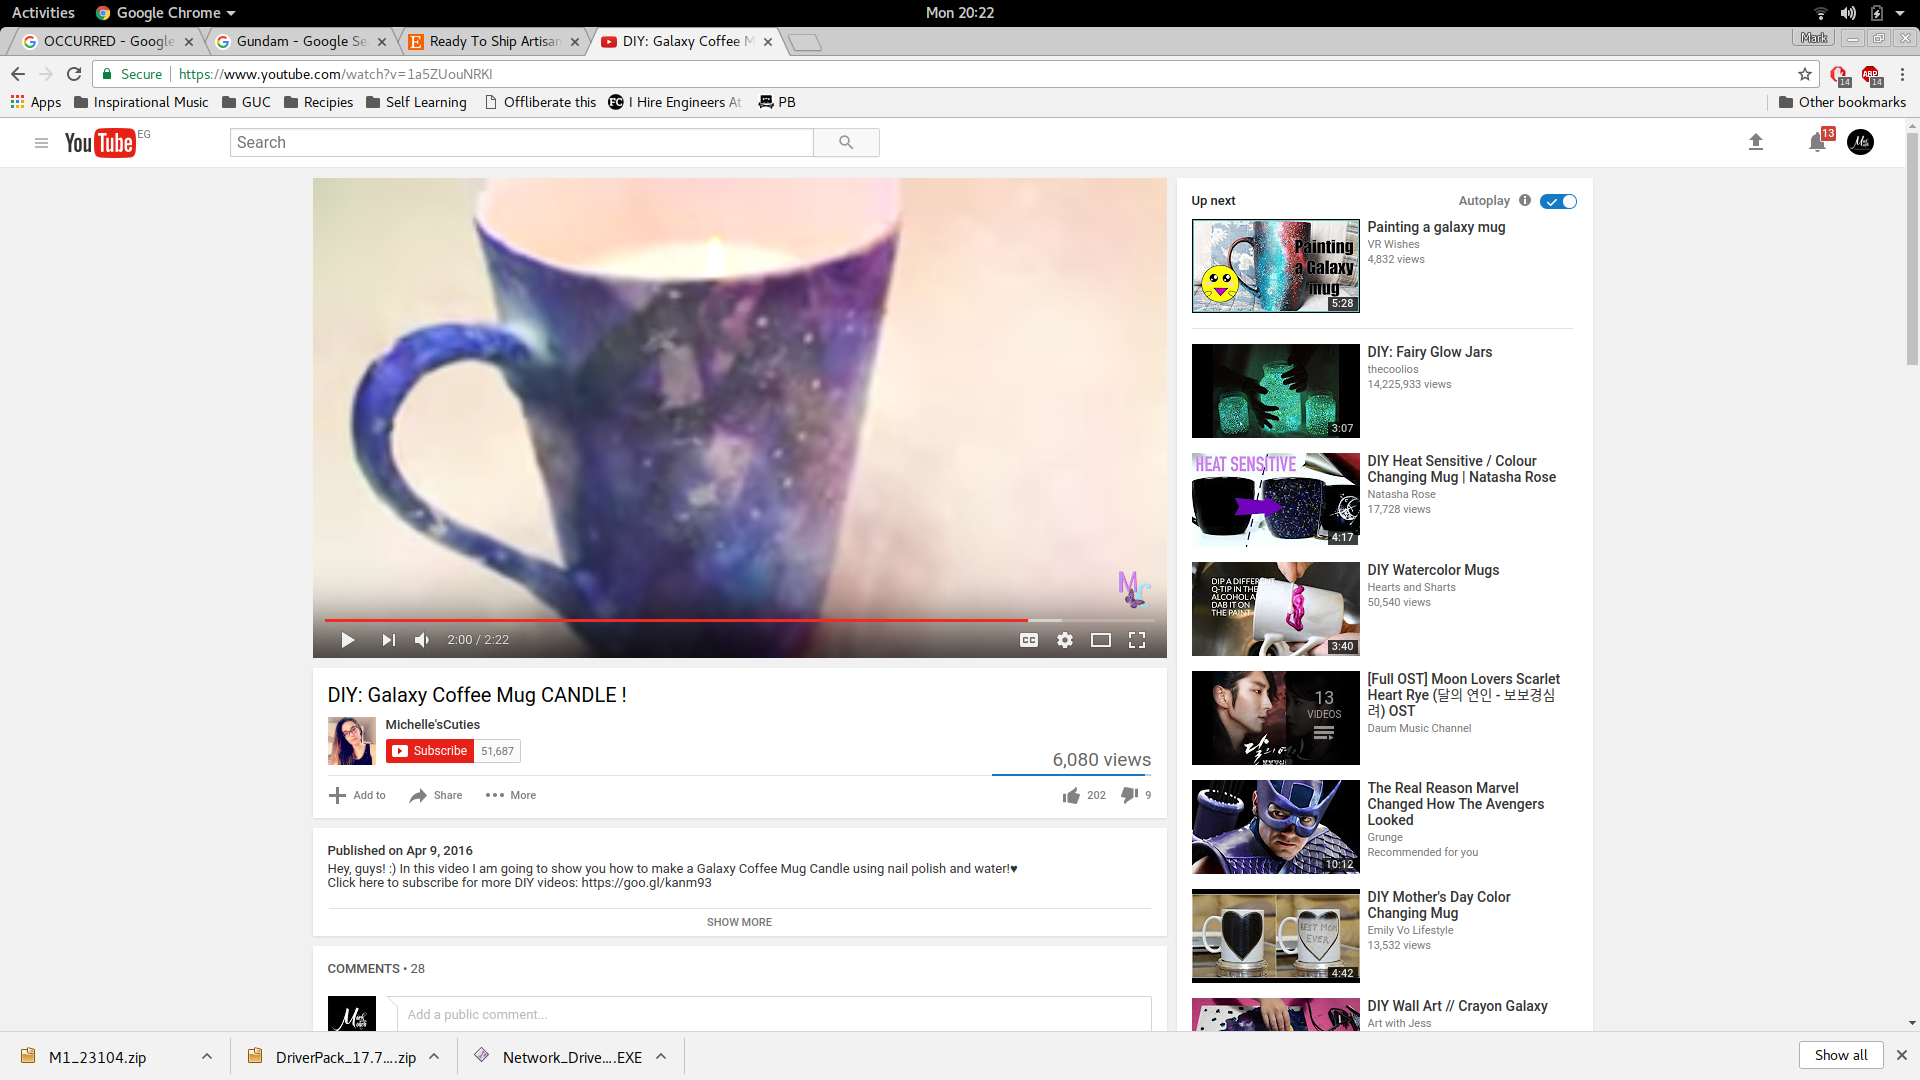 Activities
Google Chrome
Mon 20:22
OCCURRED - Google
Gundam - Google Se
Ready To Ship Artisan
DIY: Galaxy Coffee M
Mark
Secure
https://www.youtube.com/watch?v=1a5ZUouNRKI
14
ABP
14
Apps
Inspirational Music
GUC
Recipies
Self Learning
Offliberate this
FC
I Hire Engineers At
PB
Other bookmarks
YouTube
EG
Search
13
MC
2:00 / 2:22
CC
DIY: Galaxy Coffee Mug CANDLE !
Michelle'sCuties
Subscribe
51,687
6,080 views
Add to
Share
More
202
9
Published on Apr 9, 2016
Hey, guys! :) In this video I am going to show you how to make a Galaxy Coffee Mug Candle using nail polish and water!♥
Click here to subscribe for more DIY videos: https://goo.gl/kanm93
SHOW MORE
COMMENTS • 28
Add a public comment...
Up next
Autoplay
Painting
a Galaxy
mug
5:28
Painting a galaxy mug
VR Wishes
4,832 views
3:07
DIY: Fairy Glow Jars
thecoolios
14,225,933 views
HEAT SENSITIVE
4:17
DIY Heat Sensitive / Colour
Changing Mug | Natasha Rose
Natasha Rose
17,728 views
DIP A DIFFERENT
Q-TIP IN THE
ALCOHOL A
DAB IT ON
THE PAINT
3:40
DIY Watercolor Mugs
Hearts and Sharts
50,540 views
13
VIDEOS
[Full OST] Moon Lovers Scarlet
Heart Rye (달의 연인 - 보보경심
려) OST
Daum Music Channel
10:12
The Real Reason Marvel
Changed How The Avengers
Looked
Grunge
Recommended for you
BEST MOM
EVER
4:42
DIY Mother's Day Color
Changing Mug
Emily Vo Lifestyle
13,532 views
DIY Wall Art // Crayon Galaxy
Art with Jess
M1_23104.zip
DriverPack_17.7....zip
Network_Drive....EXE
Show all